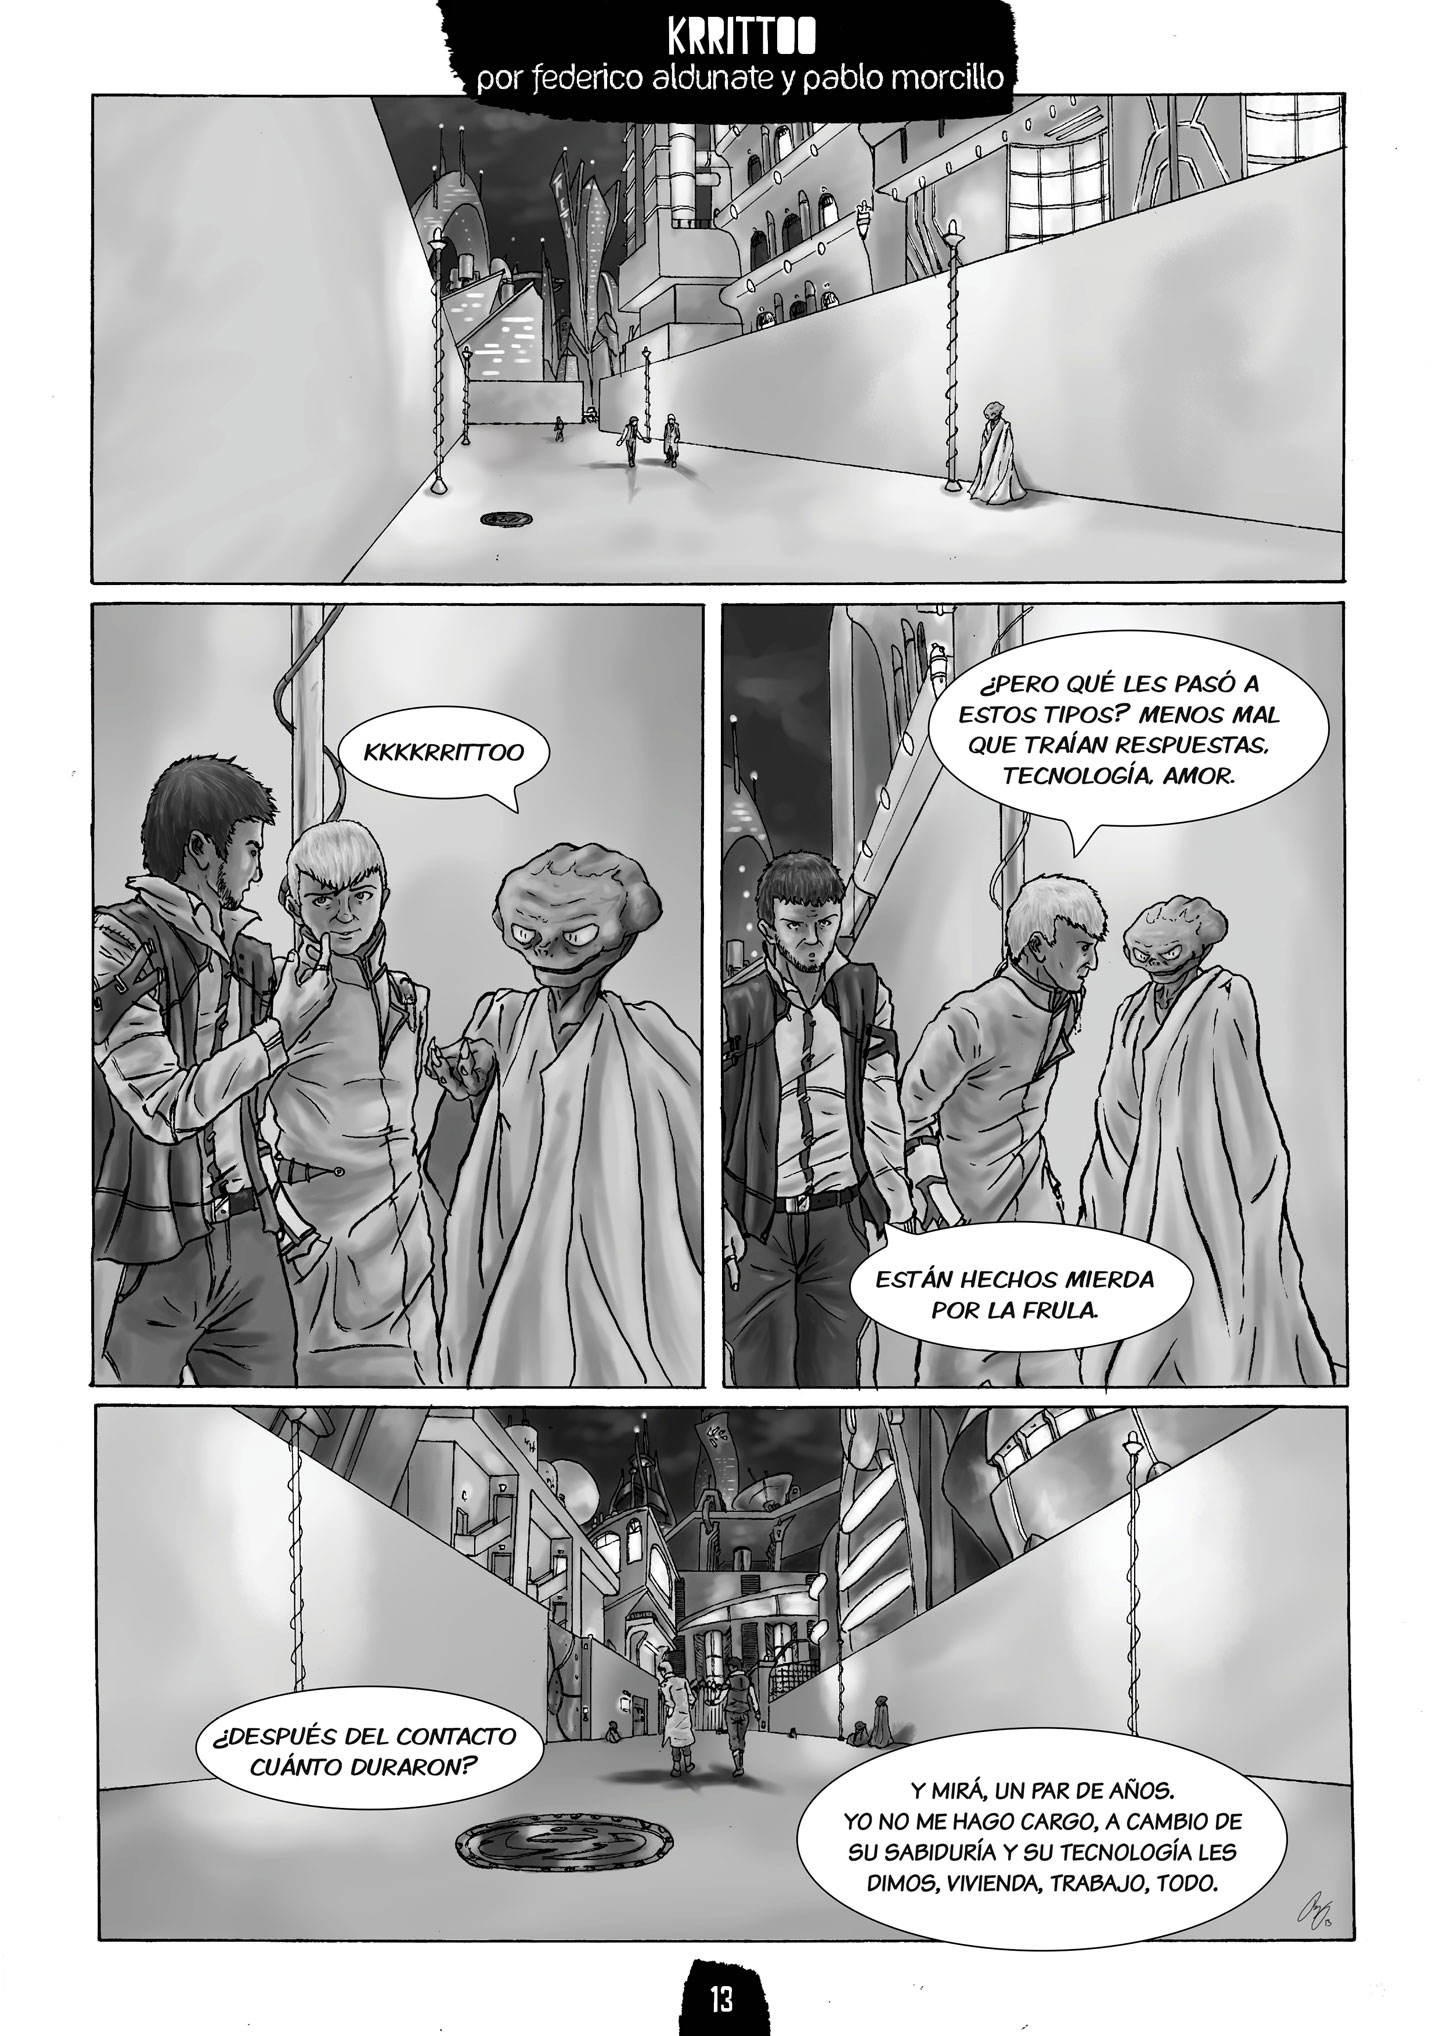 KRRITTOO
por federico aldunate y pablo morcillo
KKKKRRITTOO
¿PERO QUÉ LES PASÓ A
ESTOS TIPOS? MENOS MAL
QUE TRAÍAN RESPUESTAS,
TECNOLOGÍA, AMOR.
ESTÁN HECHOS MIERDA
POR LA FRULA.
¿DESPUÉS DEL CONTACTO
CUÁNTO DURARON?
Y MIRÁ, UN PAR DE AÑOS.
YO NO ME HAGO CARGO, A CAMBIO DE
SU SABIDURÍA Y SU TECNOLOGÍA LES
DIMOS, VIVIENDA, TRABAJO, TODO.
13